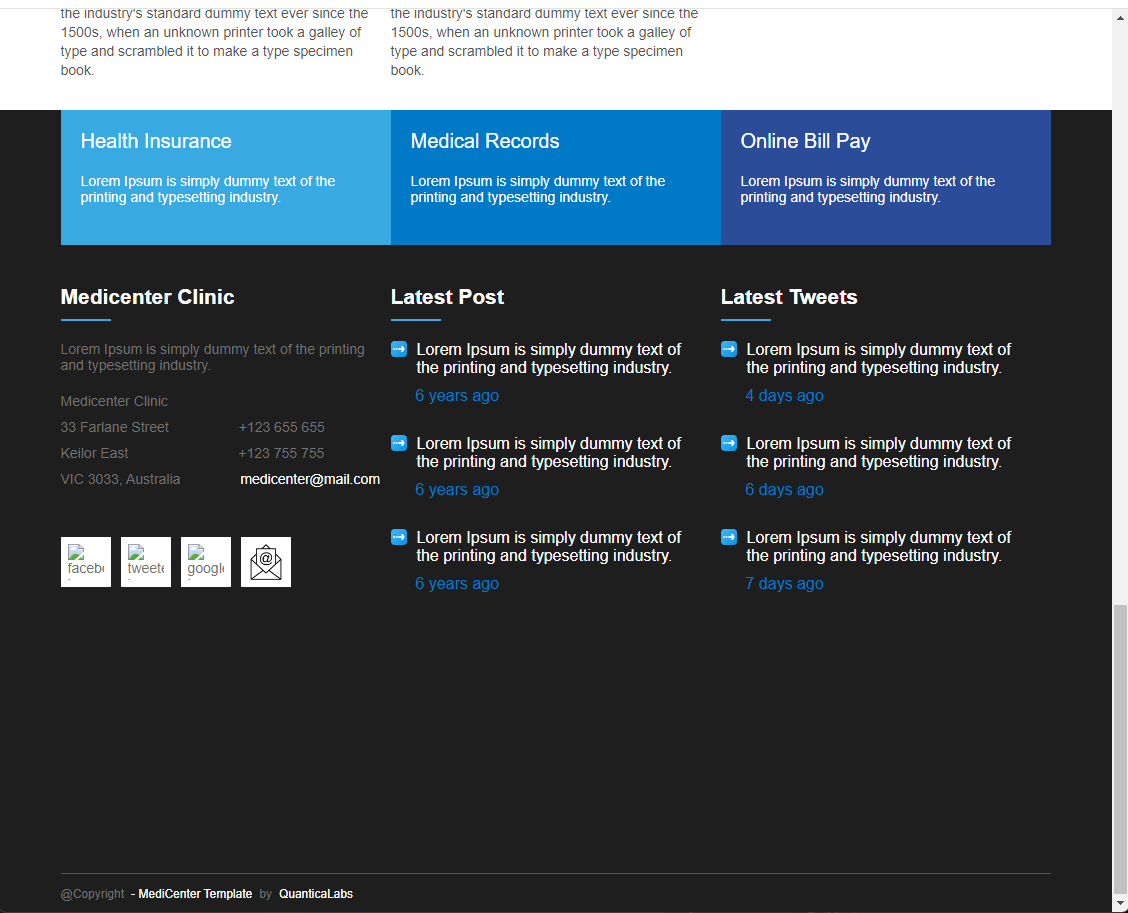 the industry's standard dummy text ever since the
1500s, when an unknown printer took a galley of
type and scrambled it to make a type specimen
book.
the industry's standard dummy text ever since the
1500s, when an unknown printer took a galley of
type and scrambled it to make a type specimen
book.
Health Insurance
Lorem Ipsum is simply dummy text of the
printing and typesetting industry.
Medical Records
Lorem Ipsum is simply dummy text of the
printing and typesetting industry.
Online Bill Pay
Lorem Ipsum is simply dummy text of the
printing and typesetting industry.
Medicenter Clinic
Lorem Ipsum is simply dummy text of the printing
and typesetting industry.
Medicenter Clinic
33 Farlane Street +123 655 655
Keilor East +123 755 755
VIC 3033, Australia medicenter@mail.com
facebo
tweete
google
Latest Post
Lorem Ipsum is simply dummy text of
the printing and typesetting industry.
6 years ago
Lorem Ipsum is simply dummy text of
the printing and typesetting industry.
6 years ago
Lorem Ipsum is simply dummy text of
the printing and typesetting industry.
6 years ago
Latest Tweets
Lorem Ipsum is simply dummy text of
the printing and typesetting industry.
4 days ago
Lorem Ipsum is simply dummy text of
the printing and typesetting industry.
6 days ago
Lorem Ipsum is simply dummy text of
the printing and typesetting industry.
7 days ago
@Copyright - MediCenter Template by QuanticaLabs